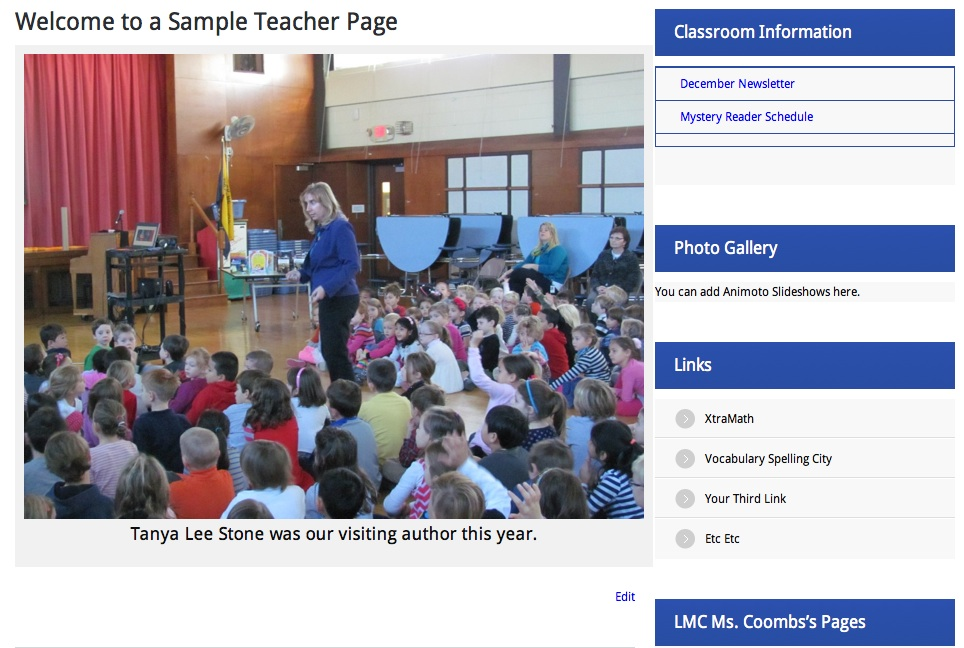 Welcome to a Sample Teacher Page
Tanya Lee Stone was our visiting author this year.
Edit
Classroom Information
December Newsletter
Mystery Reader Schedule
Photo Gallery
You can add Animoto Slideshows here.
Links
XtraMath
Vocabulary Spelling City
Your Third Link
Etc Etc
LMC Ms. Coombs’s Pages